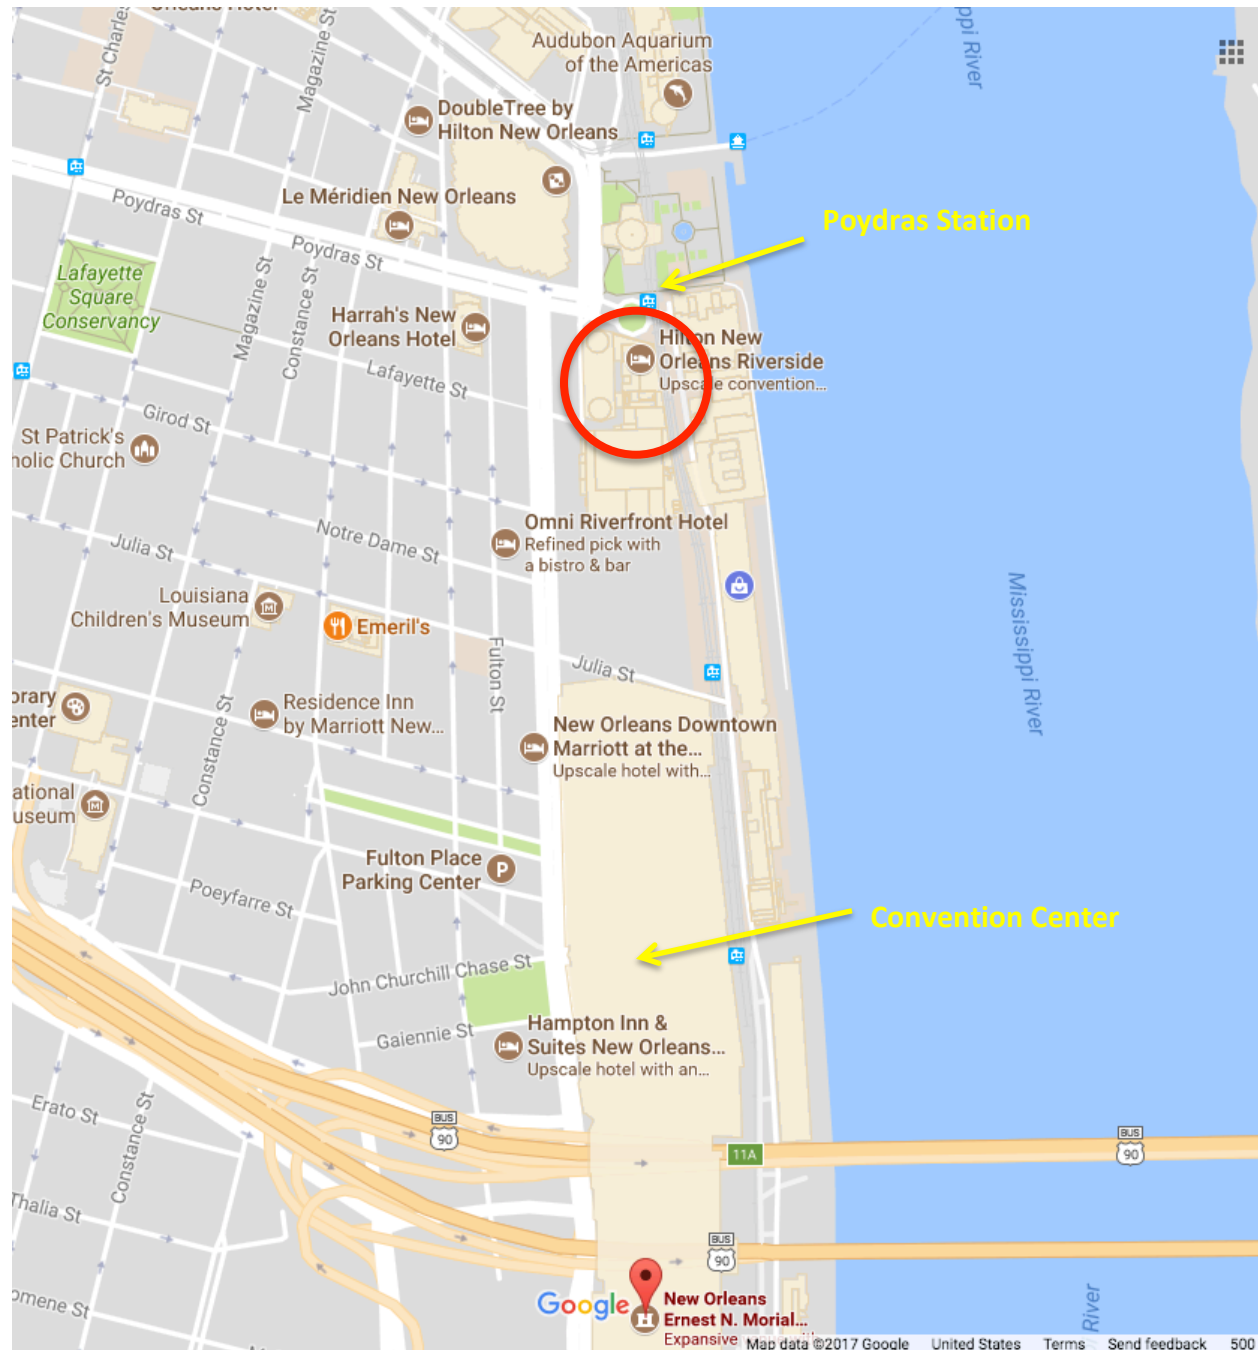 Orleans Hotel
St Charles
Magazine St
Audubon Aquarium
of the Americas
ppi River
DoubleTree by
Hilton New Orleans
Le Méridien New Orleans
Poydras St
Poydras St
Poydras Station
Lafayette
Square
Conservancy
Magazine St
Constance St
Harrah's New
Orleans Hotel
Hilton New
Orleans Riverside
Upscale convention...
Lafayette St
Girod St
St Patrick's
holic Church
Omni Riverfront Hotel
Refined pick with
a bistro & bar
Notre Dame St
Julia St
Louisiana
Children's Museum
Emeril's
Mississippi River
Fulton St
Julia St
orary
enter
Residence Inn
by Marriott New...
Constance St
New Orleans Downtown
Marriott at the...
Upscale hotel with...
ational
useum
Fulton Place
Parking Center
P
Poeyfarre St
Convention Center
John Churchill Chase St
Gaiennie St
Hampton Inn &
Suites New Orleans...
Upscale hotel with an...
Erato St
Constance St
BUS
90
11A
BUS
90
Thalia St
BUS
90
omene St
Google
New Orleans
Ernest N. Morial...
Expansive
River
Map data ©2017 Google United States Terms Send feedback 500